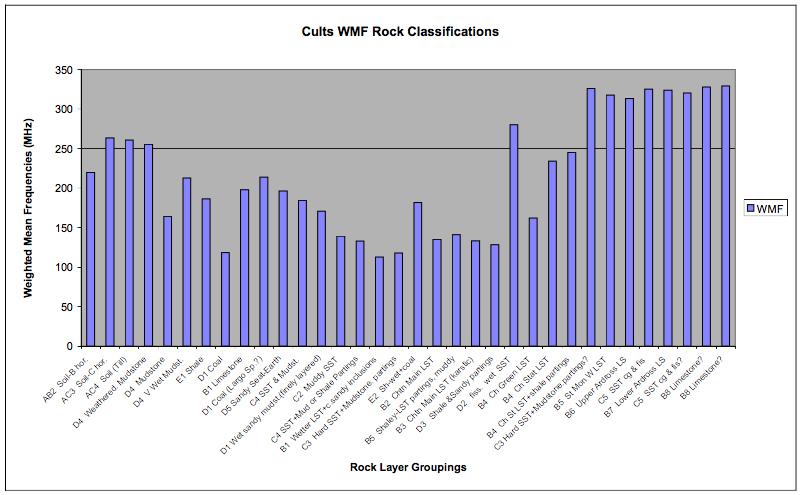 Cults WMF Rock Classifications
350
300
250
200
150
100
50
0
Weighted Mean Frequencies (MHz)
AB2 Soil-B hor.
AC3 Soil-C hor.
AC4 Soil (Till)
D4 Weathered Mudstone
D4 Mudstone
D4 V Wet Mudst.
E1 Shale
D1 Coal
B1 Limestone
D1 Coal (Large Sp.?)
D5 Sandy Seat-Earth
C4 SST & Mudst.
D1 Wet sandy mudst.(finely layered)
C2 Muddy SST
C4 SST+Mud or Shale Partings
B1 Wetter LST+c.sandy inclusions
C3 Hard SST+Mudstone partings
E2 Sh-wet+coal
B2 Chtn Main LST
B5 Shaley+LST partings, muddy
B3 Chtn Main LST (karstic)
D3 Shale &Sandy partings
D2 fiss. wet SST
B4 Ch Green LST
B4 Ch Stat LST
B4 Ch St LST+shale partings
C3 Hard SST+Mudstone partings?
B5 St.Mon W LST
B6 Upper Ardross LS
C5 SST cg & fis
B7 Lower Ardross LS
C5 SST cg & fis?
B8 Limestone?
B8 Limestone?
WMF
Rock Layer Groupings